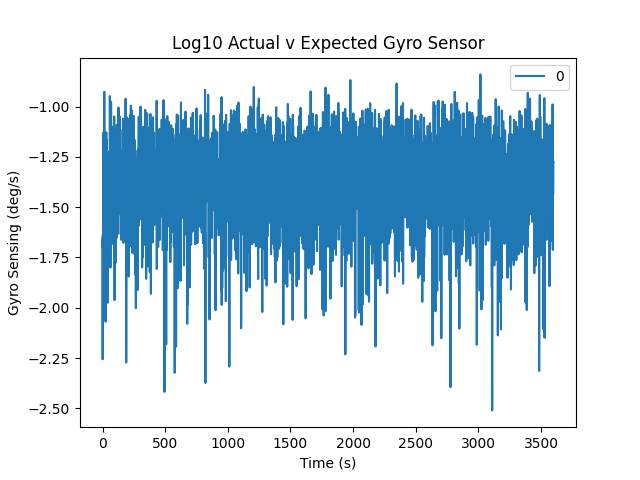 Log10 Actual v Expected Gyro Sensor
0
−1.00
−1.25
−1.50
−1.75
−2.00
−2.25
−2.50
Gyro Sensing (deg/s)
0 500 1000 1500 2000 2500 3000 3500
Time (s)